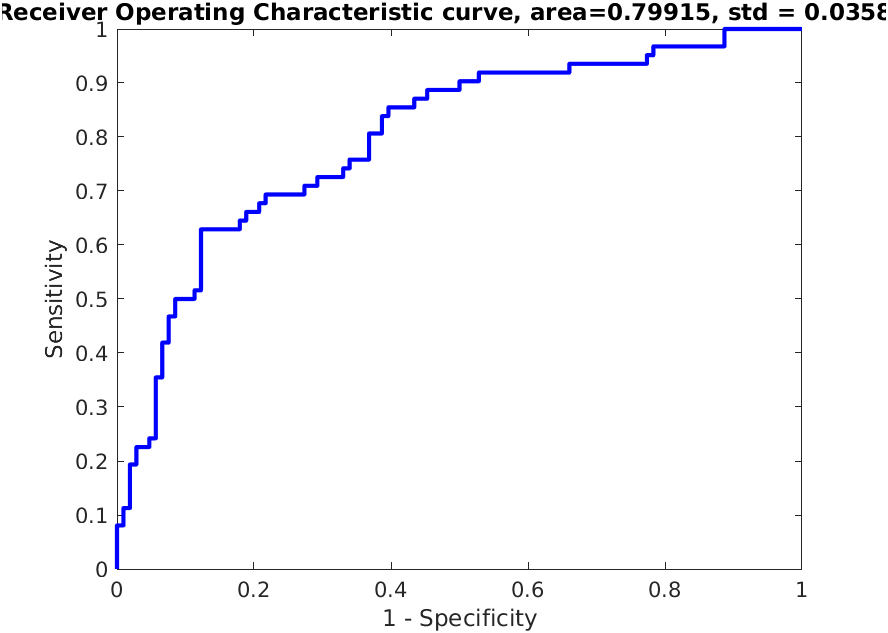 Receiver Operating Characteristic curve, area=0.79915, std = 0.0358
1
0.9
0.8
0.7
0.6
0.5
0.4
0.3
0.2
0.1
0
Sensitivity
0 0.2 0.4 0.6 0.8 1
1 - Specificity